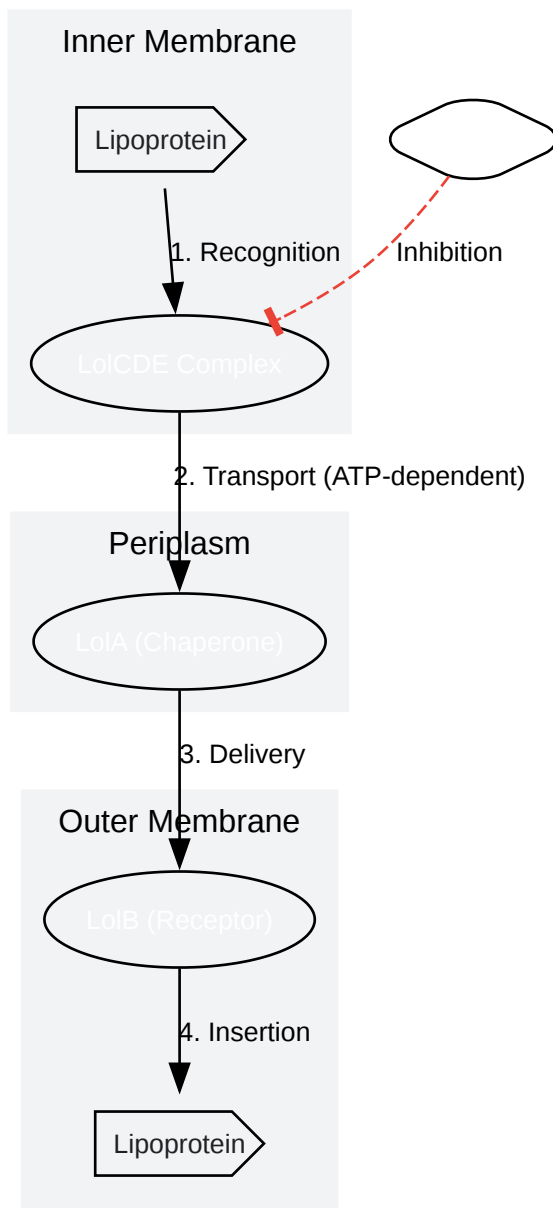 Inner Membrane
Lipoprotein
1. Recognition
Inhibition
LolCDE Complex
2. Transport (ATP-dependent)
Periplasm
LolA (Chaperone)
3. Delivery
Outer Membrane
LolB (Receptor)
4. Insertion
Lipoprotein